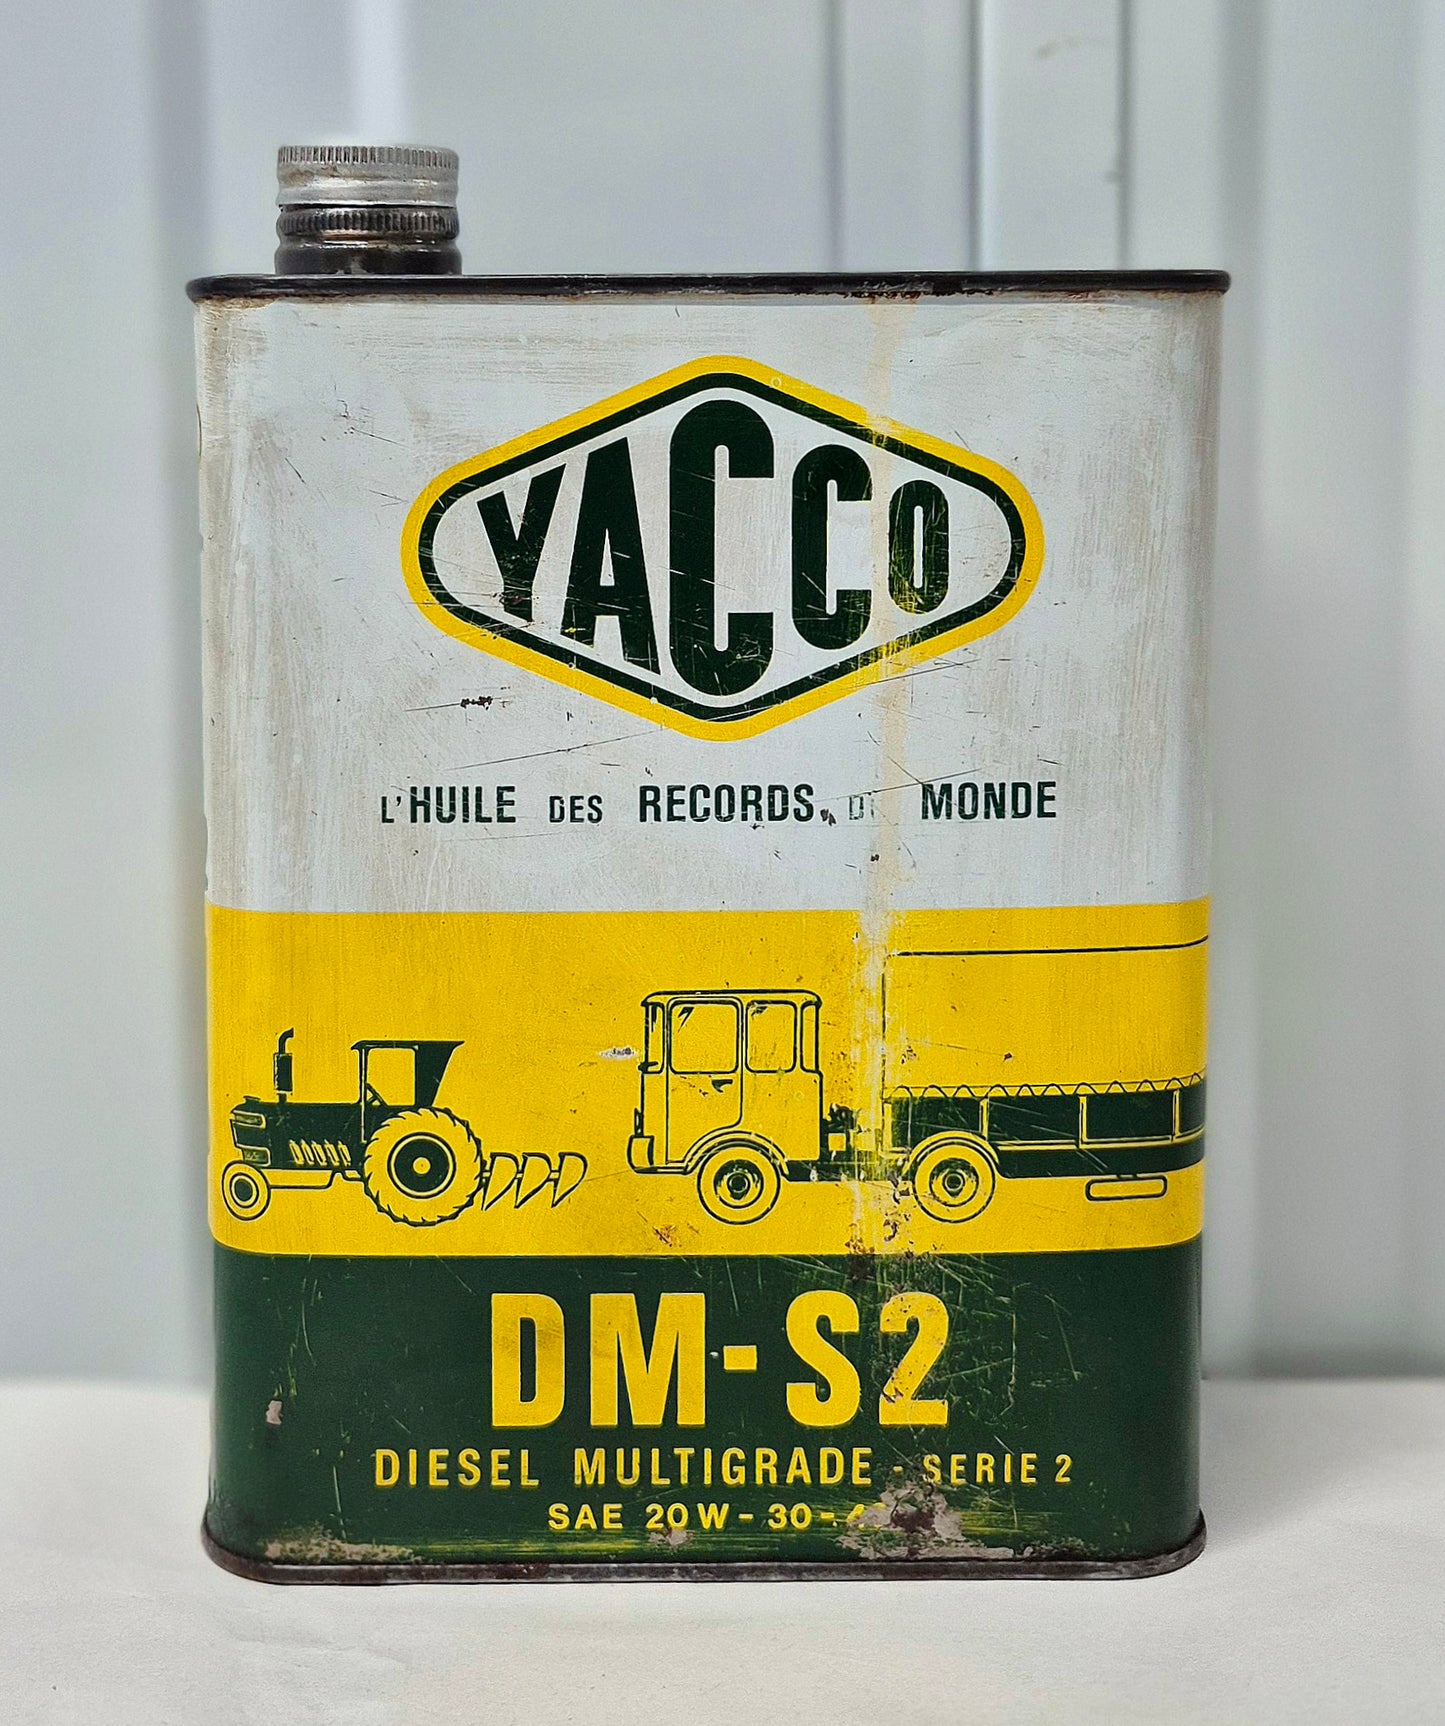 YACCO
L'HUILE DES RECORDS MONDE
DM-S2
DIESEL MULTIGRADE - SERIE 2
SAE 20W-30-